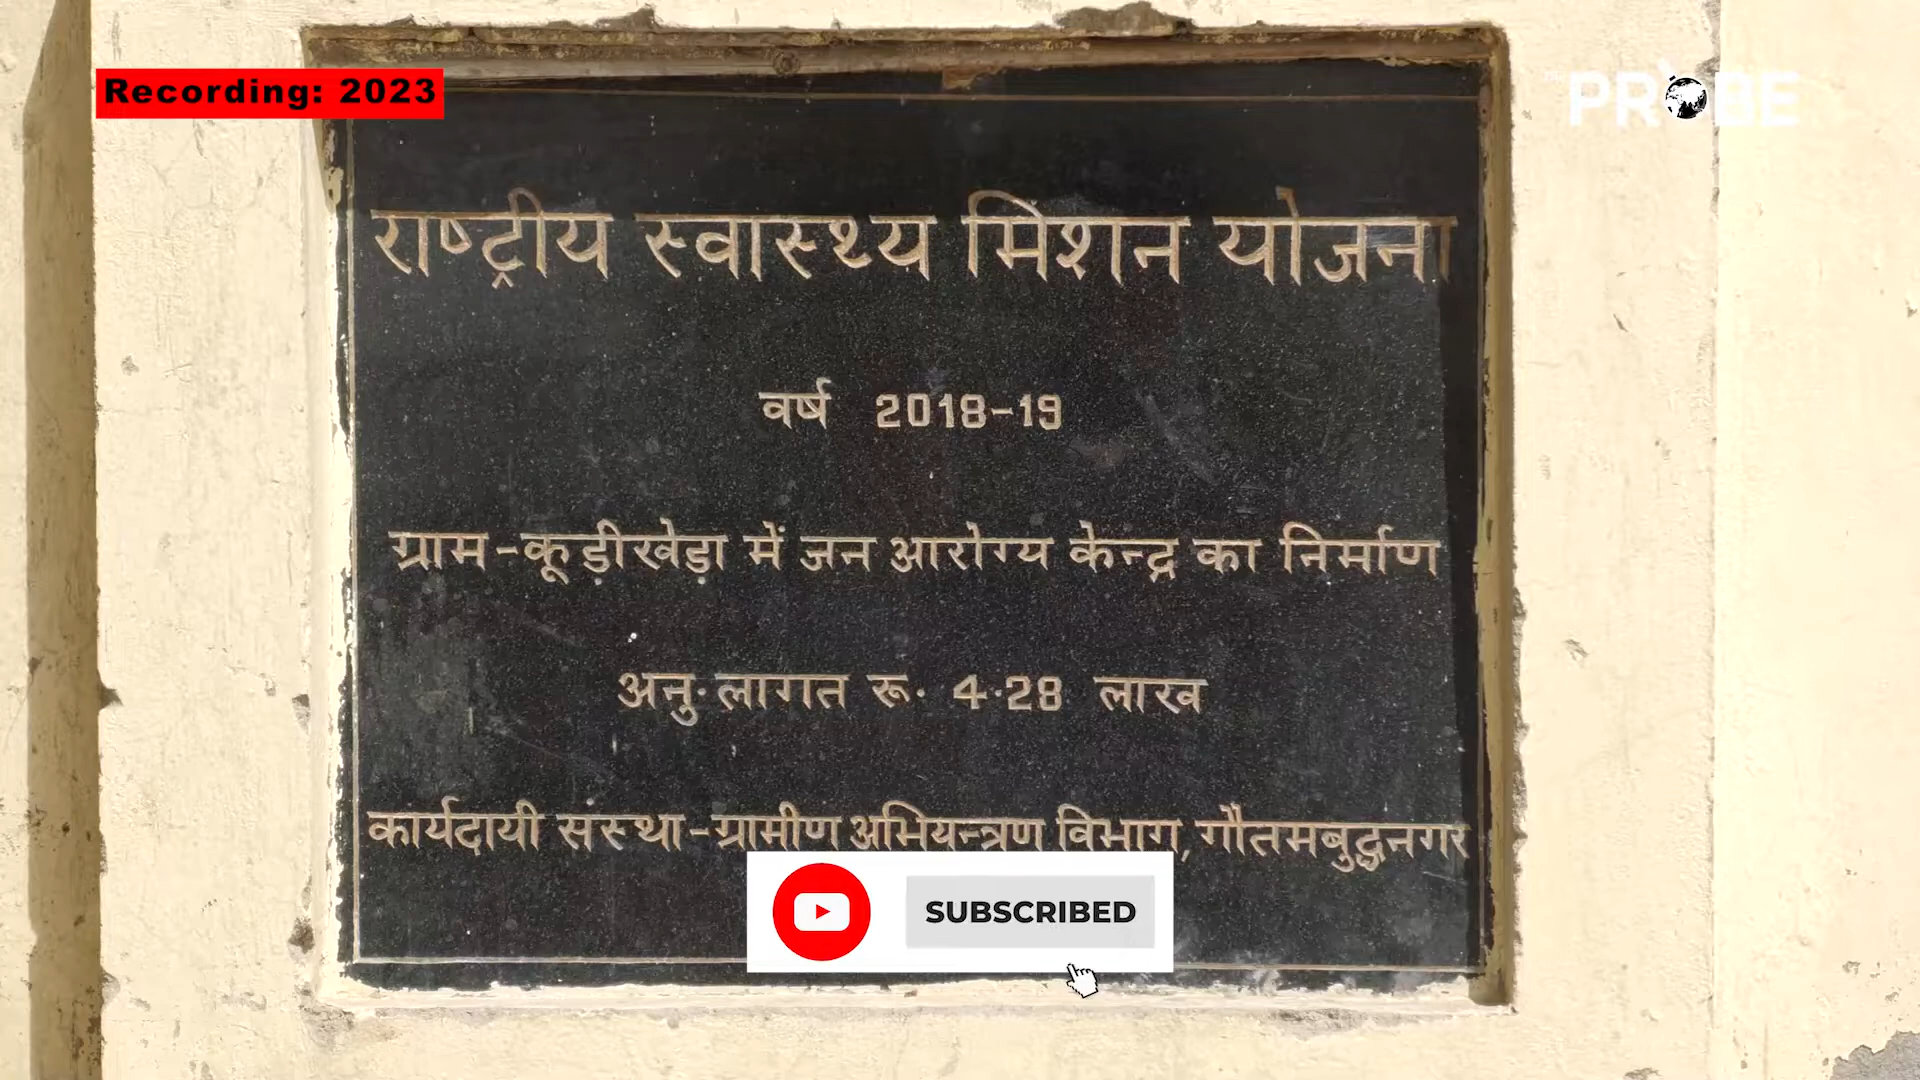 Recording: 2023
THE PROBE
राष्ट्रीय स्वास्थ्य मिशन योजना
वर्ष 2018-19
ग्राम-कूड़ीखेड़ा में जन आरोग्य केन्द्र का निर्माण
अनु॰लागत रू॰ 4·28 लाख
कार्यदायी संस्था-ग्रामीण अभियन्त्रण विभाग, गौतमबुद्धनगर
SUBSCRIBED